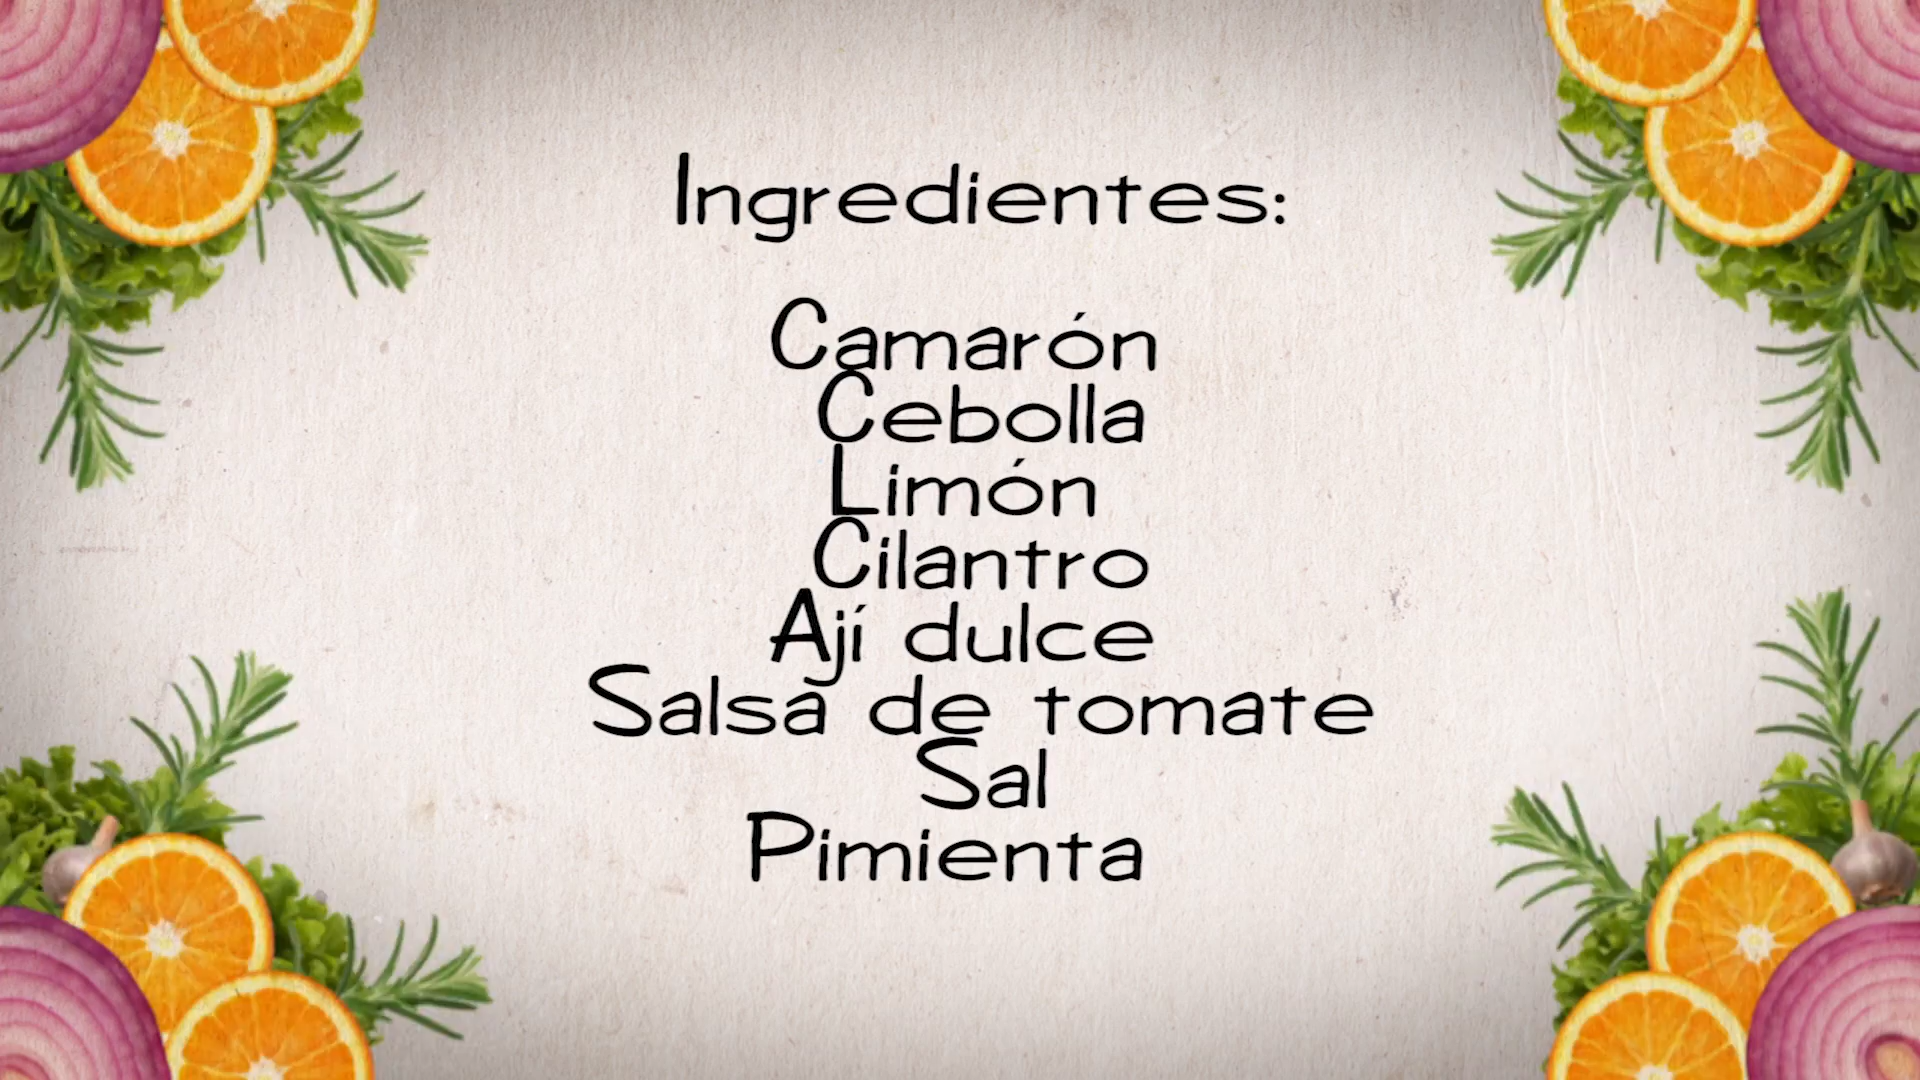 Ingredientes:
Camarón
Cebolla
Limón
Cilantro
Ají dulce
Salsa de tomate
Sal
Pimienta